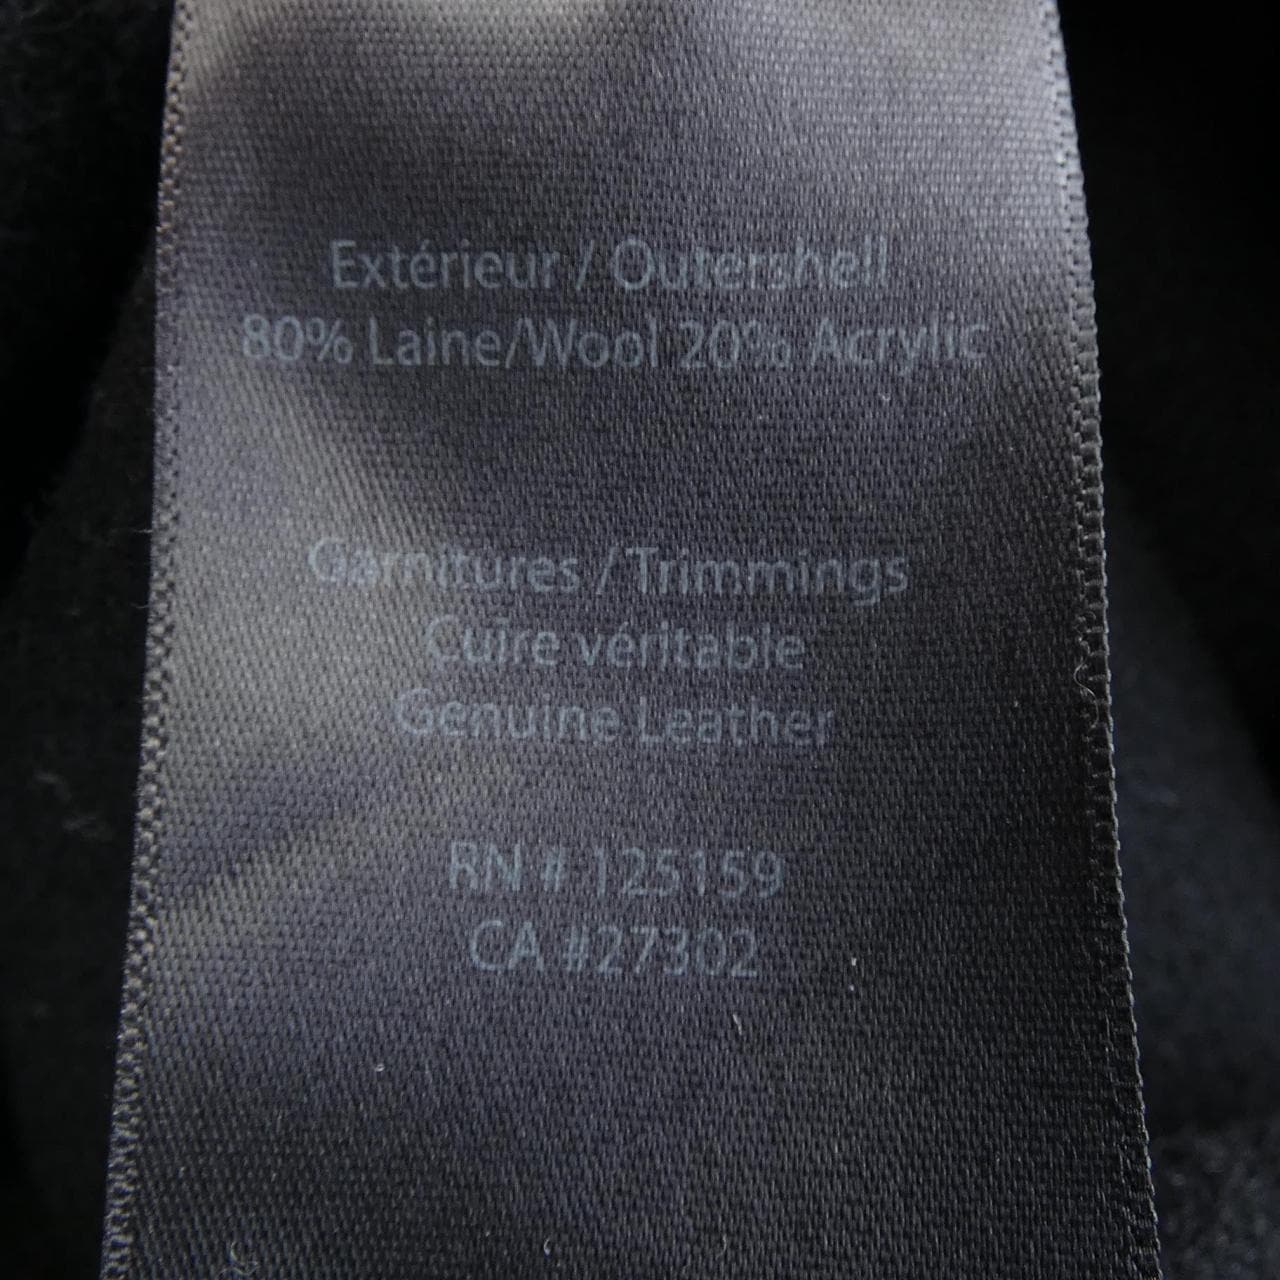 Extérieur / Outershell
80% Laine/Wool 20% Acrylic
Garnitures / Trimmings
Cuire véritable
Genuine Leather
RN # 125159
CA #27302